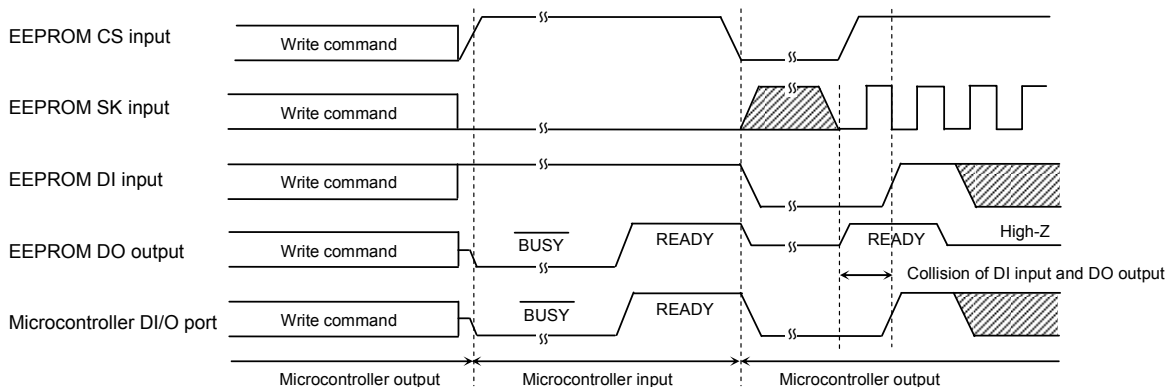 EEPROM CS input
Write command
EEPROM SK input
Write command
EEPROM DI input
Write command
EEPROM DO output
Write command
BUSY
READY
READY
High-Z
Collision of DI input and DO output
Microcontroller DI/O port
Write command
BUSY
READY
Microcontroller output
Microcontroller input
Microcontroller output